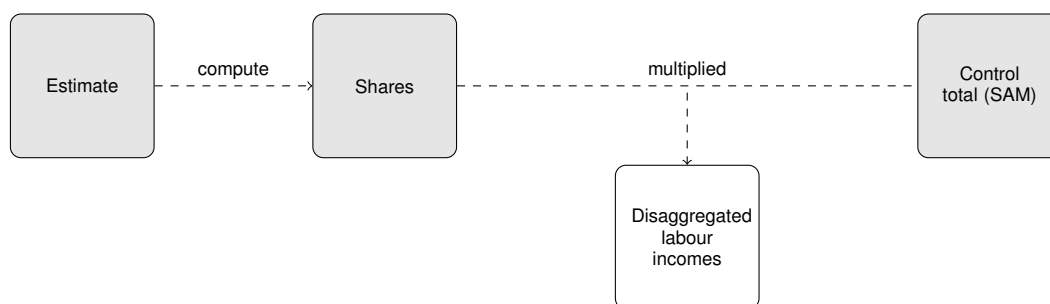 Estimate
compute
Shares
multiplied
Control
total (SAM)
Disaggregated
labour
incomes